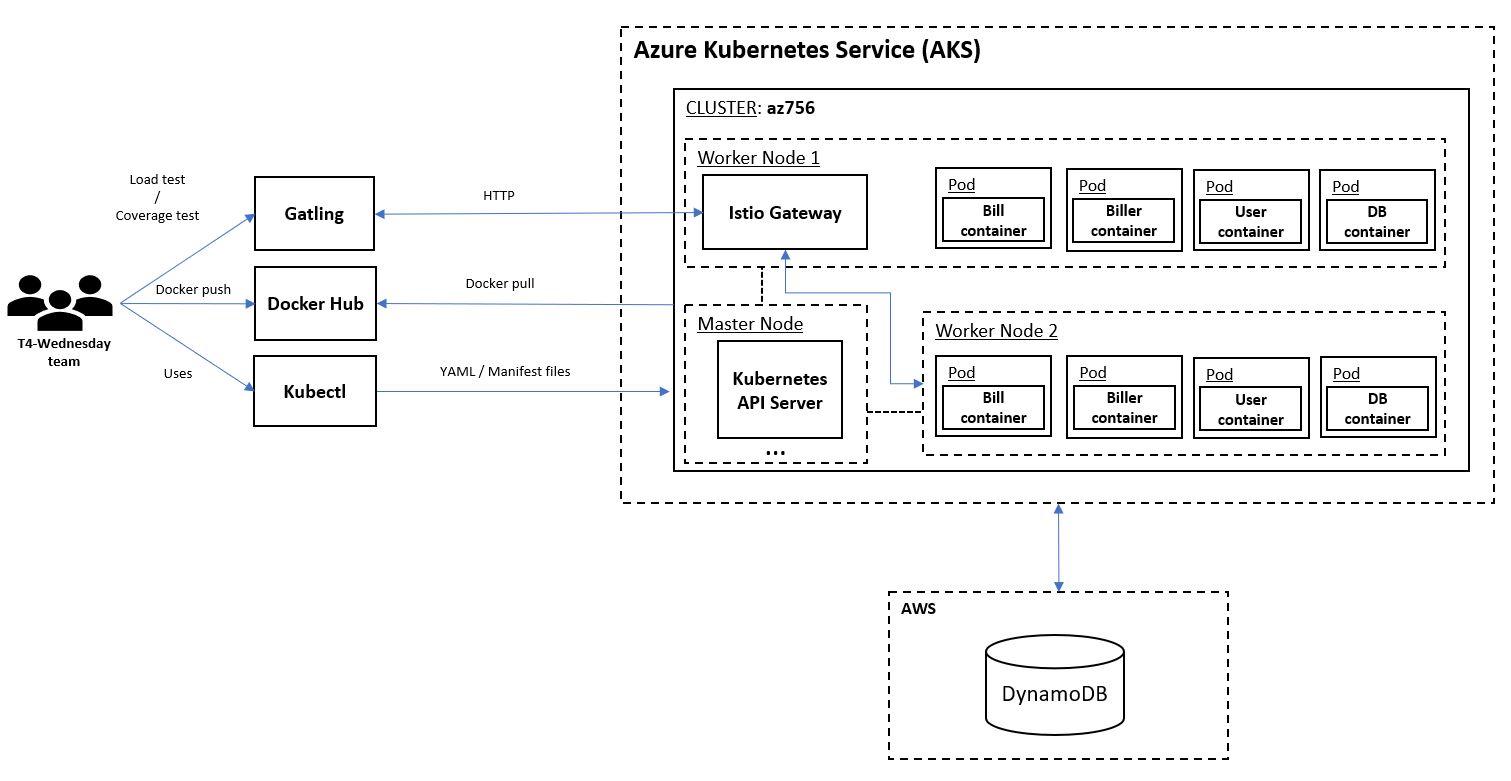 Azure Kubernetes Service (AKS)
CLUSTER: az756
Worker Node 1
Istio Gateway
Pod
Bill
container
Pod
Biller
container
Pod
User
container
Pod
DB
container
Load test
/
Coverage test
Gatling
HTTP
Docker push
Docker Hub
Docker pull
T4-Wednesday
team
Uses
Kubectl
YAML / Manifest files
Master Node
Kubernetes
API Server
...
Worker Node 2
Pod
Bill
container
Pod
Biller
container
Pod
User
container
Pod
DB
container
AWS
DynamoDB